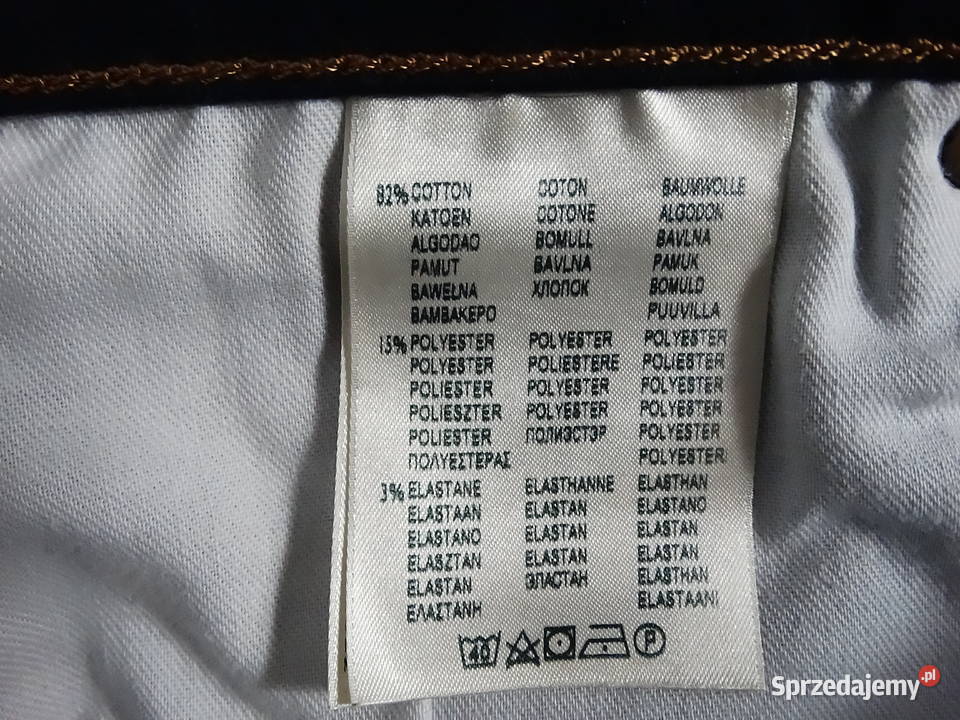 82% COTTON COTON BAUMWOLLE
KATOEN COTONE ALGODON
ALGODAO BOMULL BAVLNA
PAMUT BAVLNA PAMUK
BAWEŁNA ХЛОПОК BOMULD
ΒΑΜΒΑΚΕΡΟ PUUVILLA
15% POLYESTER POLYESTER POLYESTER
POLYESTER POLIESTERE POLIESTER
POLIESTER POLYESTER POLYESTER
POLIESZTER POLYESTER POLYESTER
POLIESTER ПОЛИЭСТЭР POLYESTER
ΠΟΛΥΕΣΤΕΡΑΣ POLYESTER
3% ELASTANE ELASTHANNE ELASTHAN
ELASTAAN ELASTAN ELASTANO
ELASTANO ELASTAN ELASTAN
ELASZTAN ELASTAN ELASTAN
ELASTAN ЭЛАСТАН ELASTHAN
ΕΛΑΣΤΑΝΗ ELASTAANI
40 P
Sprzedajemy.pl